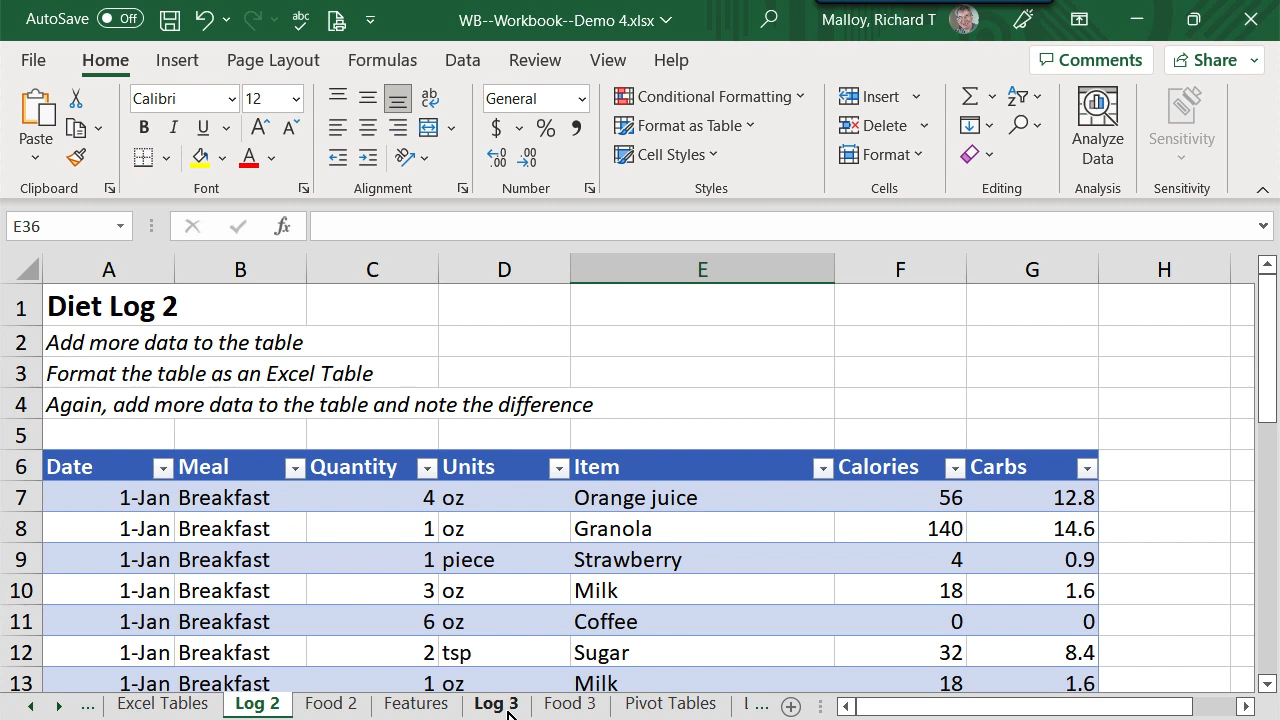 AutoSave Off abc WB--Workbook--Demo 4.xlsx Malloy, Richard T
File Home Insert Page Layout Formulas Data Review View Help Comments Share
Paste
Calibri 12
B I U A A
A
ab
c
General
$ % 9
.00
.0
Conditional Formatting
Format as Table
Cell Styles
Insert
Delete
Format
Σ A
Z
Analyze
Data
Sensitivity
Clipboard Font Alignment Number Styles Cells Editing Analysis Sensitivity
E36 fx
A B C D E F G H
1 Diet Log 2
2 Add more data to the table
3 Format the table as an Excel Table
4 Again, add more data to the table and note the difference
5
6 Date Meal Quantity Units Item Calories Carbs
7 1-Jan Breakfast 4 oz Orange juice 56 12.8
8 1-Jan Breakfast 1 oz Granola 140 14.6
9 1-Jan Breakfast 1 piece Strawberry 4 0.9
10 1-Jan Breakfast 3 oz Milk 18 1.6
11 1-Jan Breakfast 6 oz Coffee 0 0
12 1-Jan Breakfast 2 tsp Sugar 32 8.4
13 1-Jan Breakfast 1 oz Milk 18 1.6
... Excel Tables Log 2 Food 2 Features Log 3 Food 3 Pivot Tables ...